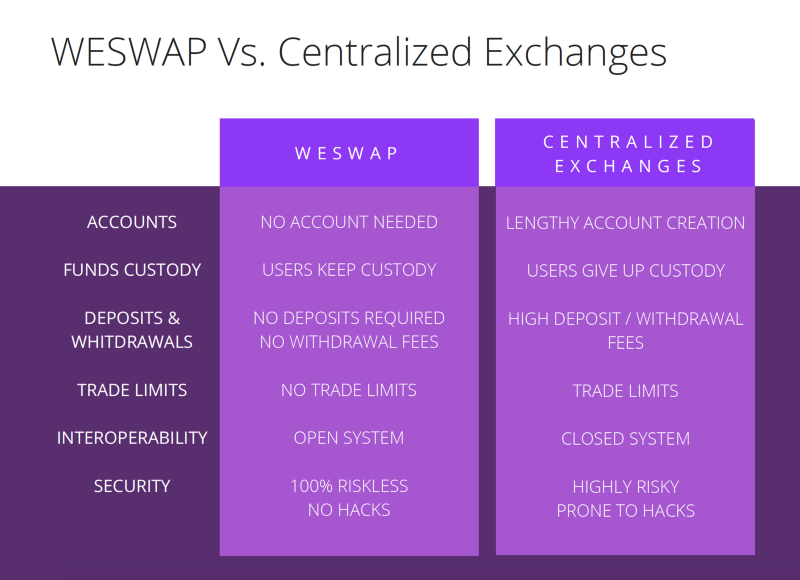 WESWAP Vs. Centralized Exchanges
WESWAP
CENTRALIZED
EXCHANGES
ACCOUNTS
NO ACCOUNT NEEDED
LENGTHY ACCOUNT CREATION
FUNDS CUSTODY
USERS KEEP CUSTODY
USERS GIVE UP CUSTODY
DEPOSITS &
WHITDRAWALS
NO DEPOSITS REQUIRED
NO WITHDRAWAL FEES
HIGH DEPOSIT / WITHDRAWAL
FEES
TRADE LIMITS
NO TRADE LIMITS
TRADE LIMITS
INTEROPERABILITY
OPEN SYSTEM
CLOSED SYSTEM
SECURITY
100% RISKLESS
NO HACKS
HIGHLY RISKY
PRONE TO HACKS